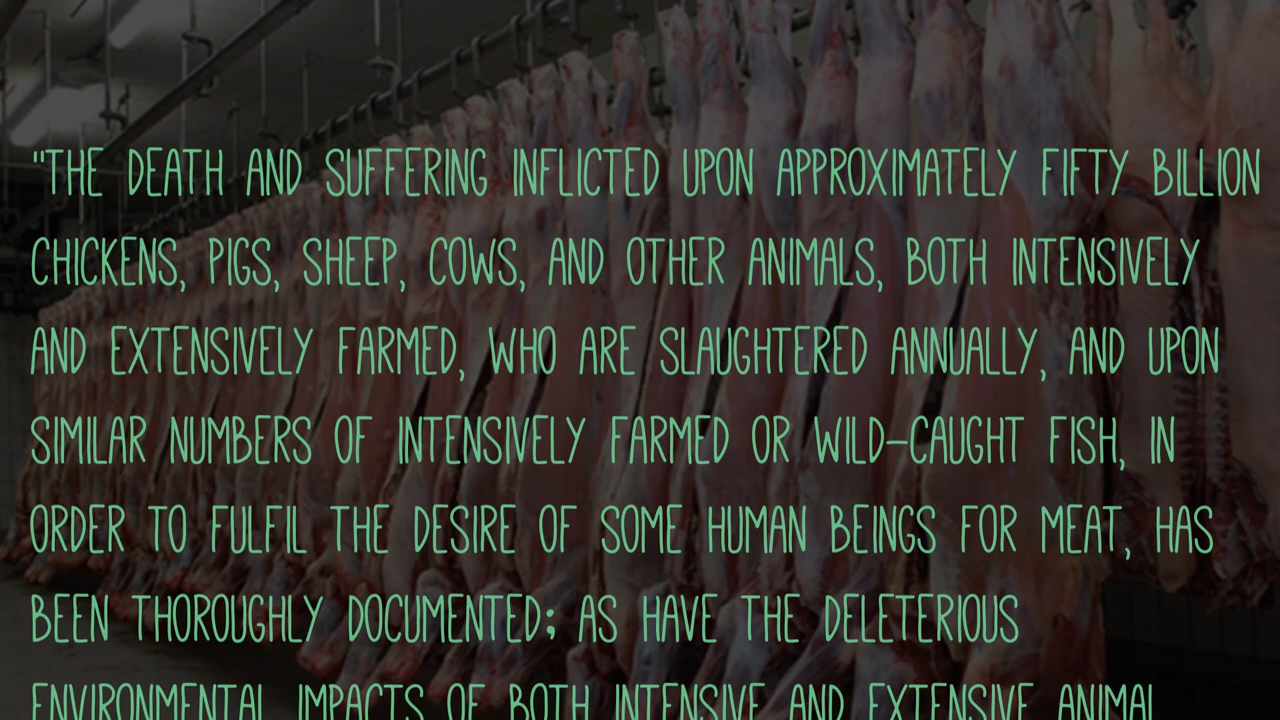 "THE DEATH AND SUFFERING INFLICTED UPON APPROXIMATELY FIFTY BILLION
CHICKENS, PIGS, SHEEP, COWS, AND OTHER ANIMALS, BOTH INTENSIVELY
AND EXTENSIVELY FARMED, WHO ARE SLAUGHTERED ANNUALLY, AND UPON
SIMILAR NUMBERS OF INTENSIVELY FARMED OR WILD-CAUGHT FISH, IN
ORDER TO FULFIL THE DESIRE OF SOME HUMAN BEINGS FOR MEAT, HAS
BEEN THOROUGHLY DOCUMENTED; AS HAVE THE DELETERIOUS
ENVIRONMENTAL IMPACTS OF BOTH INTENSIVE AND EXTENSIVE ANIMAL